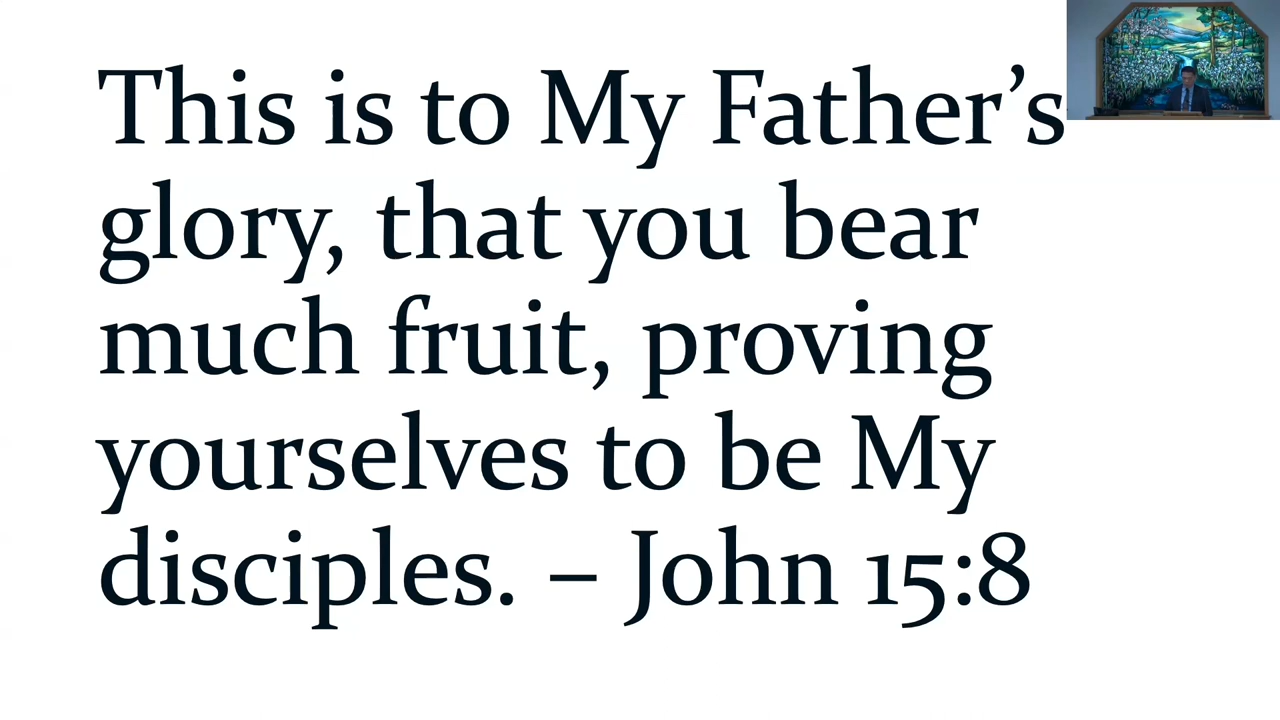 This is to My Father’s
glory, that you bear
much fruit, proving
yourselves to be My
disciples. – John 15:8